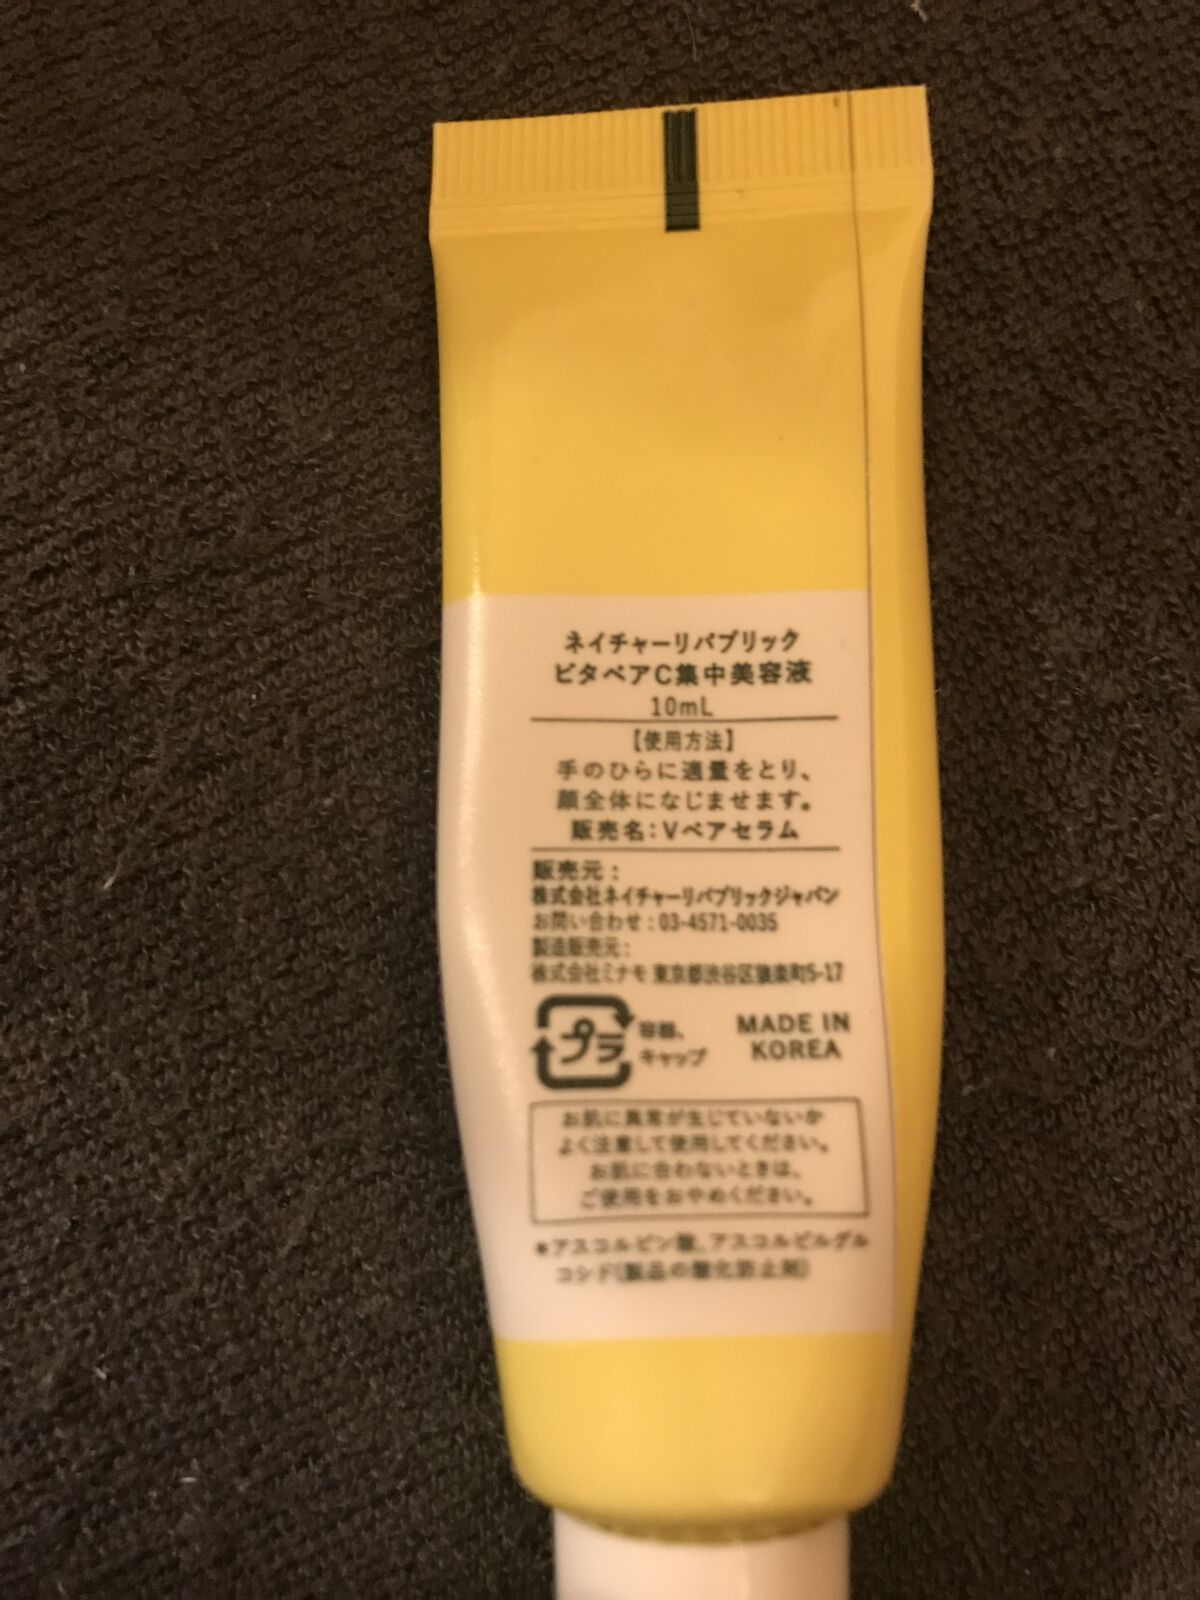 ネイチャーリパブリック
ビタペアC集中美容液
10mL
【使用方法】
手のひらに適量をとり、
顔全体になじませます。
販売名：Vペアセラム
販売元：
株式会社ネイチャーリパブリックジャパン
お問い合わせ：03-4571-0035
製造販売元：
株式会社ミナモ 東京都渋谷区猿楽町5-17
プラ
容器、
キャップ
MADE IN
KOREA
お肌に異常が生じていないか
よく注意して使用してください。
お肌に合わないときは、
ご使用をおやめください。
*アスコルビン酸、アスコルビルグル
コシド(製品の酸化防止剤)